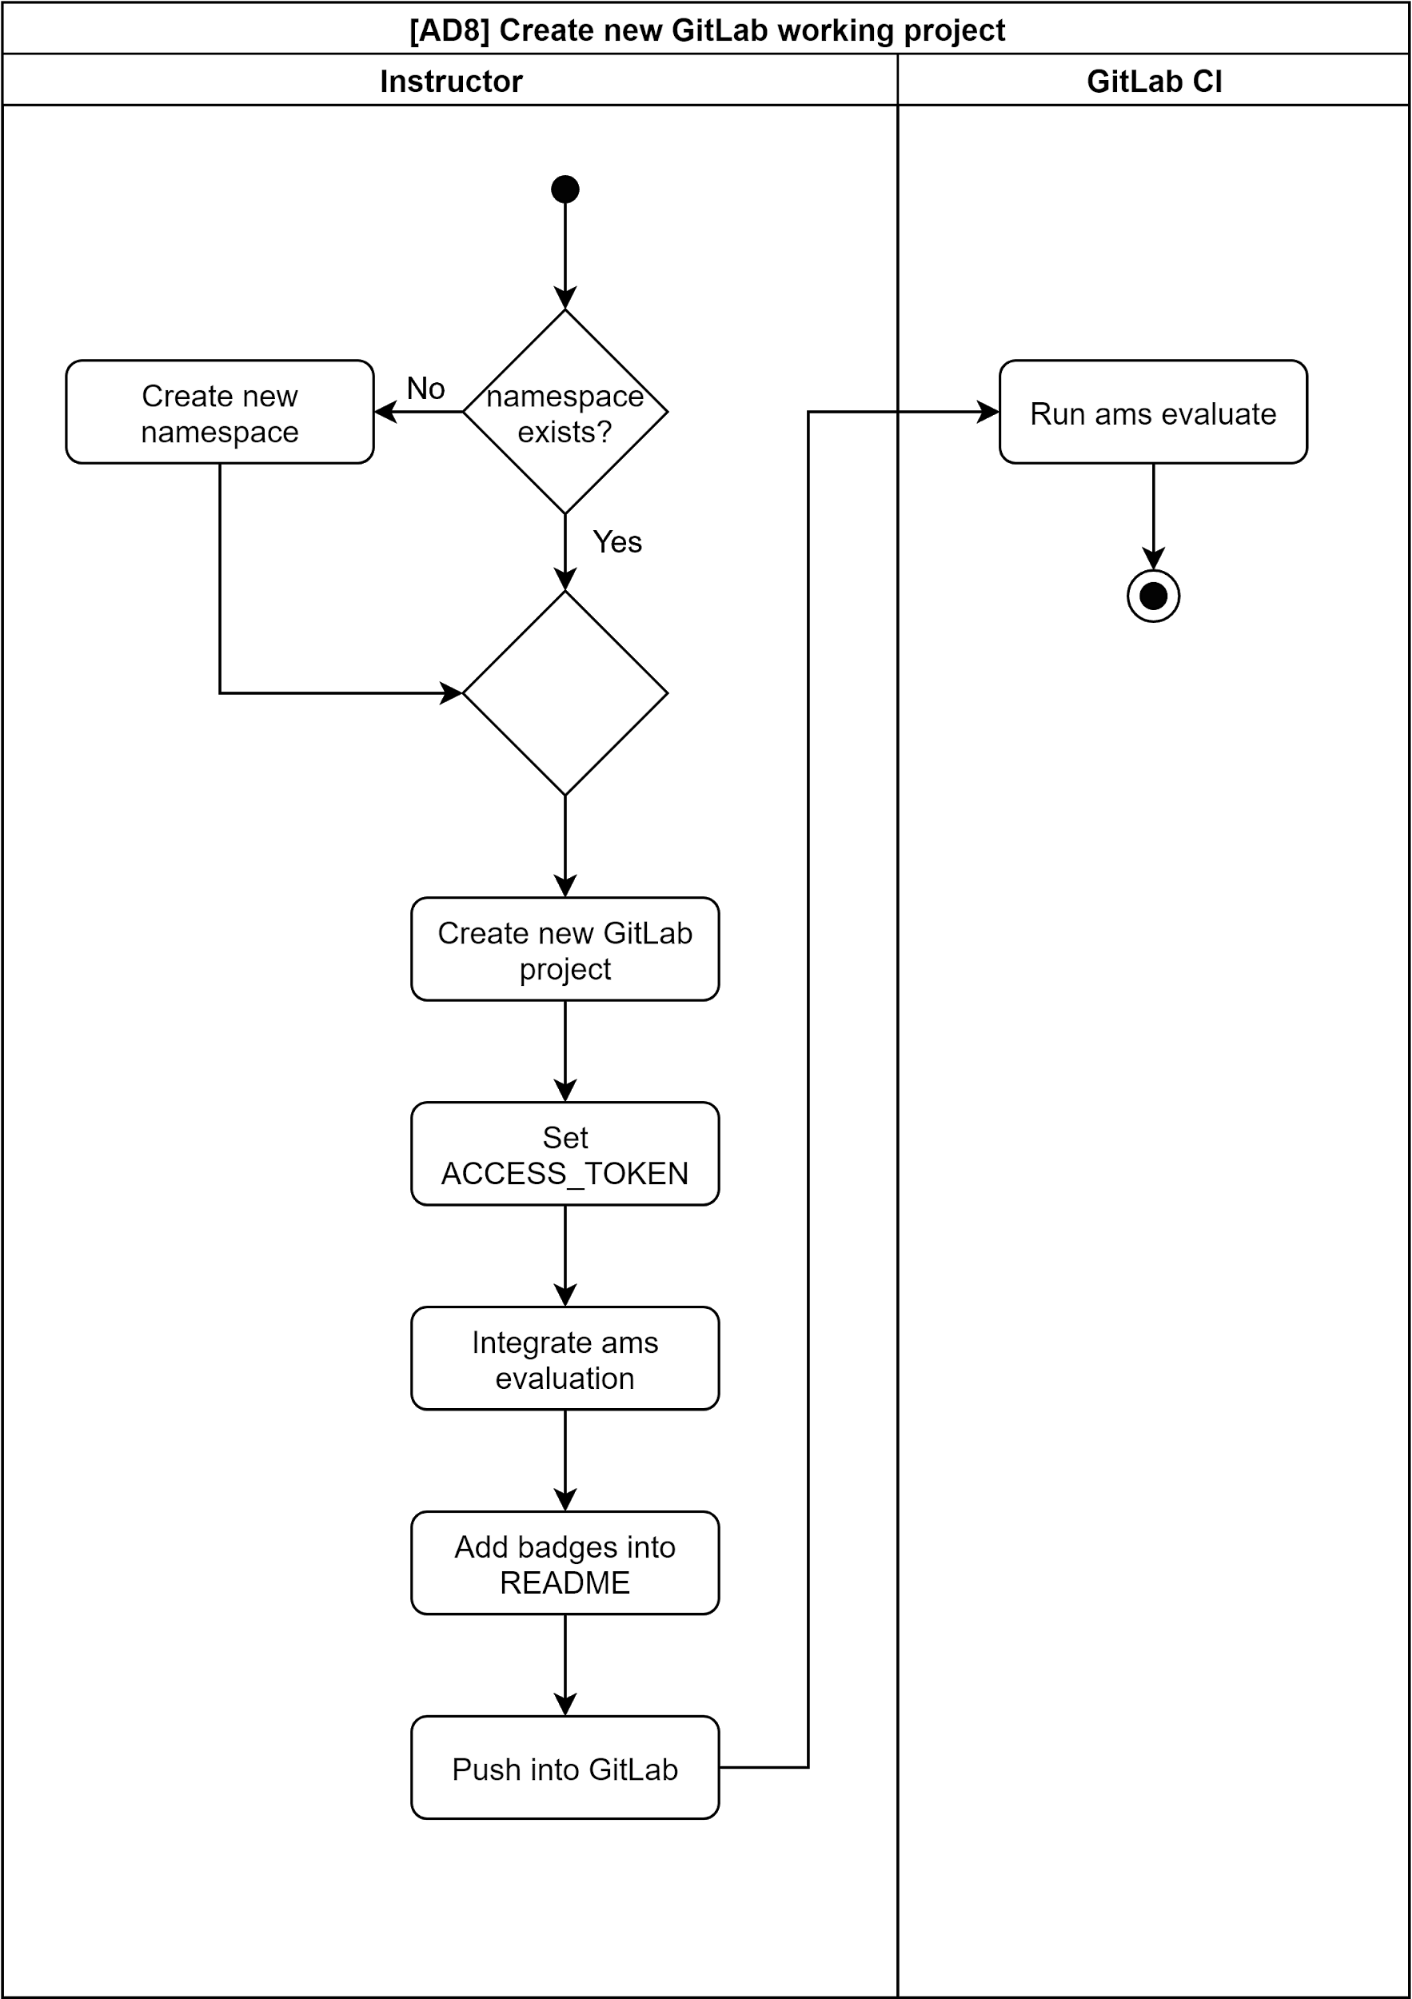 [AD8] Create new GitLab working project
Instructor
GitLab CI
Create new
namespace
No
namespace
exists?
Yes
Run ams evaluate
Create new GitLab
project
Set
ACCESS_TOKEN
Integrate ams
evaluation
Add badges into
README
Push into GitLab